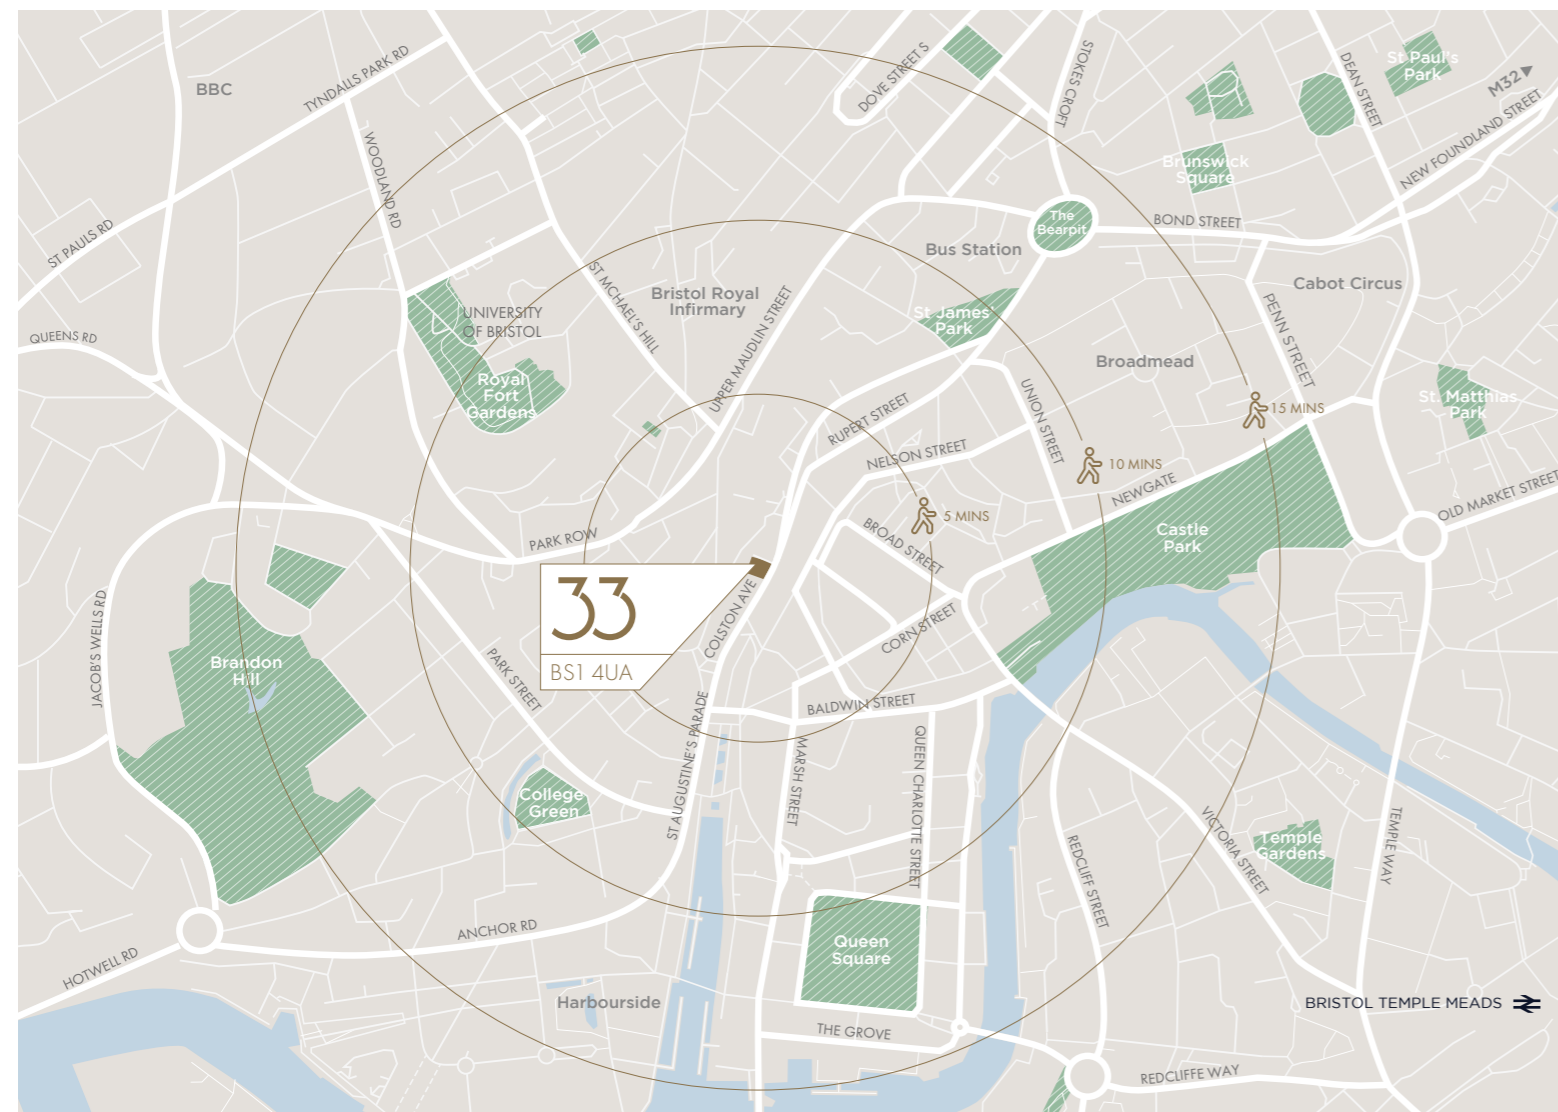 BBC
TYNDALLS PARK RD
DOVE STREET S
STOKES CROFT
DEAN STREET
St Paul's
Park
M32
NEW FOUNDLAND STREET
WOODLAND RD
Brunswick
Square
ST PAULS RD
The
Bearpit
BOND STREET
Bus Station
Cabot Circus
ST MCHAEL'S HILL
Bristol Royal
Infirmary
UPPER MAUDLIN STREET
UNIVERSITY
OF BRISTOL
St James
Park
PENN STREET
QUEENS RD
Broadmead
Royal
Fort
Gardens
UNION STREET
RUPERT STREET
15 MINS
St. Matthias
Park
NELSON STREET
10 MINS
NEWGATE
OLD MARKET STREET
5 MINS
BROAD STREET
Castle
Park
PARK ROW
33
BS1 4UA
COLSTON AVE
CORN STREET
JACOB'S WELLS RD
Brandon
Hill
PARK STREET
BALDWIN STREET
ST AUGUSTINE'S PARADE
MARSH STREET
QUEEN CHARLOTTE STREET
College
Green
REDCLIFF STREET
VICTORIA STREET
Temple
Gardens
TEMPLE WAY
ANCHOR RD
Queen
Square
HOTWELL RD
Harbourside
BRISTOL TEMPLE MEADS
THE GROVE
REDCLIFFE WAY